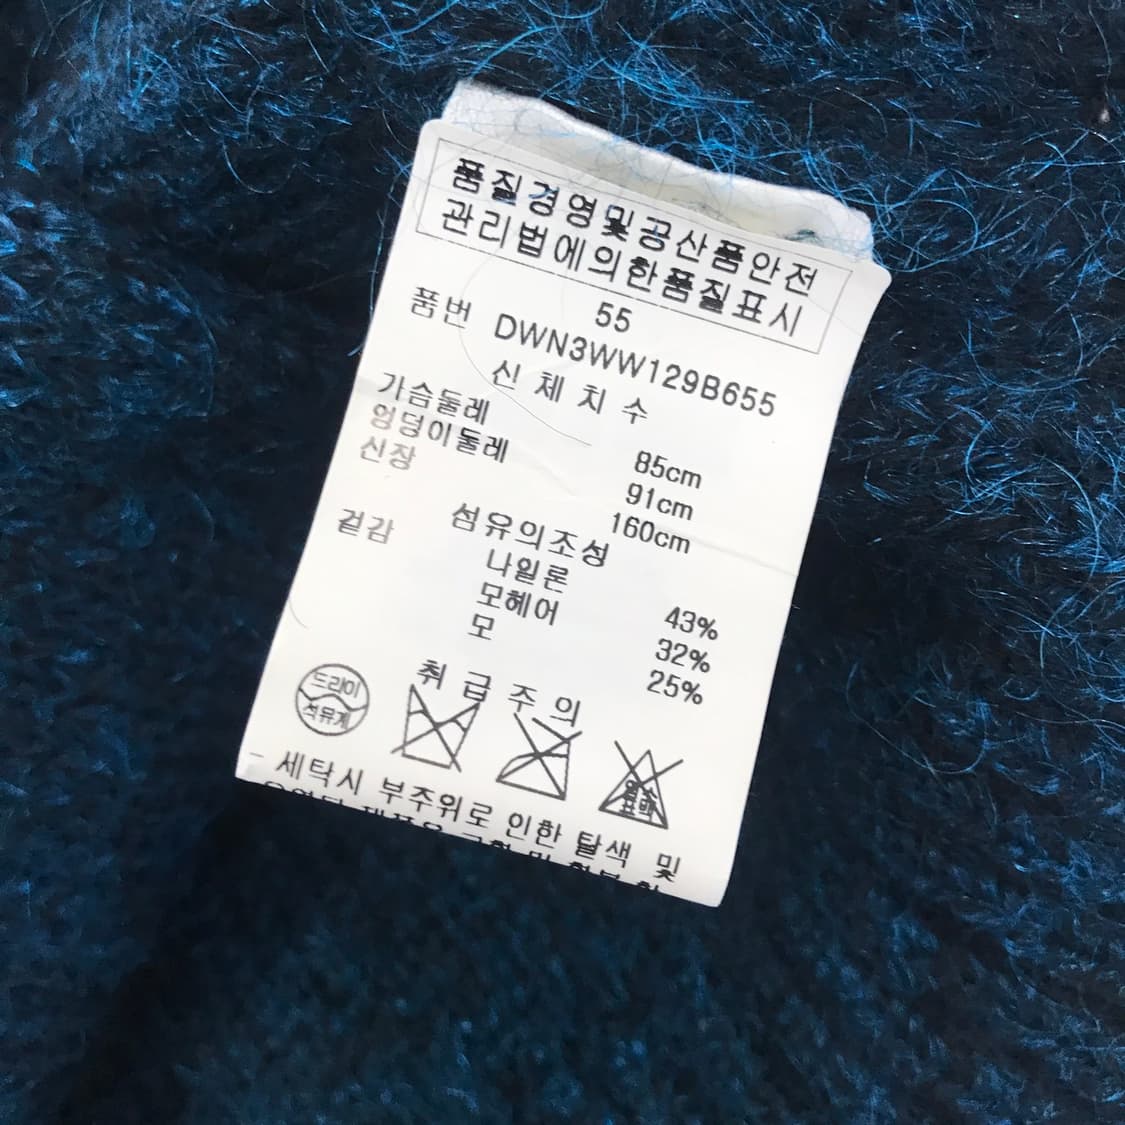 품질경영및공산품안전
관리법에의한품질표시
55
품번 DWN3WW129B655
신체치수
가슴둘레 85cm
엉덩이둘레 91cm
신장 160cm
섬유의조성
겉감 나일론 43%
모헤어 32%
모 25%
취급주의
드라이
석유계
염소
표백
- 세탁시 부주위로 인한 탈색 및